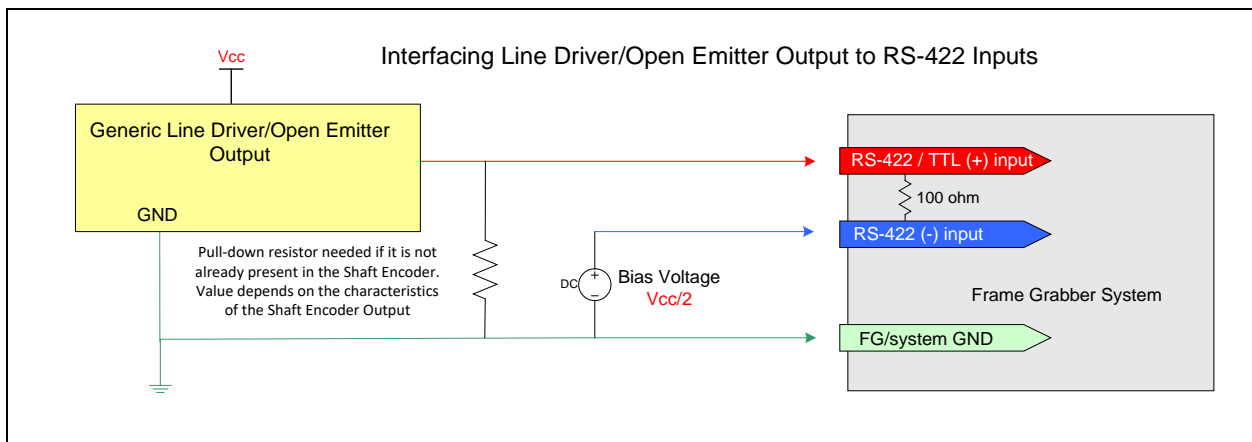 Interfacing Line Driver/Open Emitter Output to RS-422 Inputs
Vcc
Generic Line Driver/Open Emitter
Output
GND
Pull-down resistor needed if it is not
already present in the Shaft Encoder.
Value depends on the characteristics
of the Shaft Encoder Output
DC
+
−
Bias Voltage
Vcc/2
RS-422 / TTL (+) input
100 ohm
RS-422 (-) input
Frame Grabber System
FG/system GND